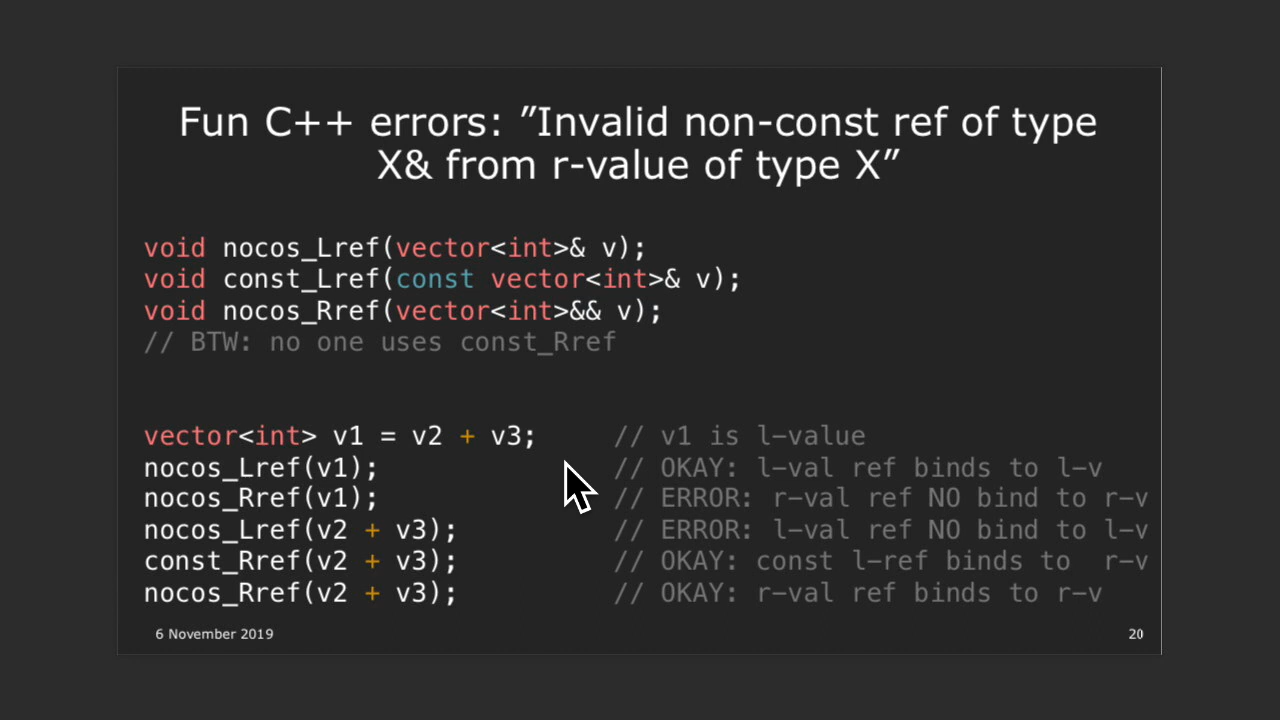 Fun C++ errors: ”Invalid non-const ref of type
X& from r-value of type X”
void nocos_Lref(vector<int>& v);
void const_Lref(const vector<int>& v);
void nocos_Rref(vector<int>&& v);
// BTW: no one uses const_Rref
vector<int> v1 = v2 + v3; // v1 is l-value
nocos_Lref(v1); // OKAY: l-val ref binds to l-v
nocos_Rref(v1); // ERROR: r-val ref NO bind to r-v
nocos_Lref(v2 + v3); // ERROR: l-val ref NO bind to l-v
const_Rref(v2 + v3); // OKAY: const l-ref binds to  r-v
nocos_Rref(v2 + v3); // OKAY: r-val ref binds to r-v
6 November 2019 20